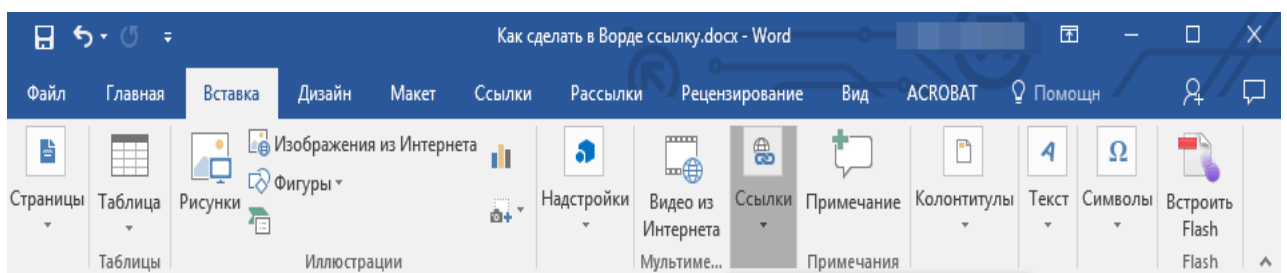 Как сделать в Ворде ссылку.docx - Word
Файл Главная Вставка Дизайн Макет Ссылки Рассылки Рецензирование Вид ACROBAT Помощн
Страницы
Таблица
Рисунки
Изображения из Интернета
Фигуры
Надстройки
Видео из
Интернета
Ссылки
Примечание
Колонтитулы
Текст
Символы
Встроить
Flash
Таблицы Иллюстрации Мультиме... Примечания Flash